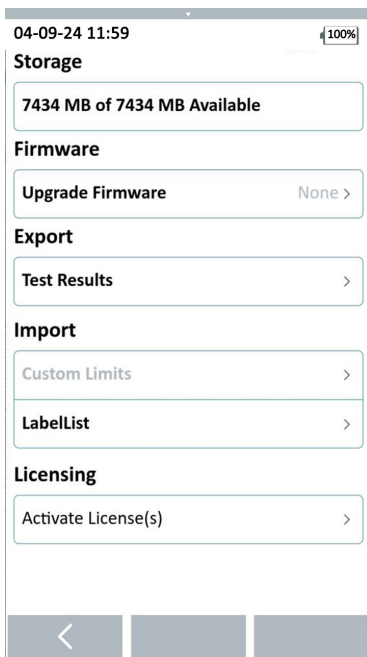 04-09-24 11:59 100%
Storage
7434 MB of 7434 MB Available
Firmware
Upgrade Firmware None >
Export
Test Results >
Import
Custom Limits >
LabelList >
Licensing
Activate License(s) >